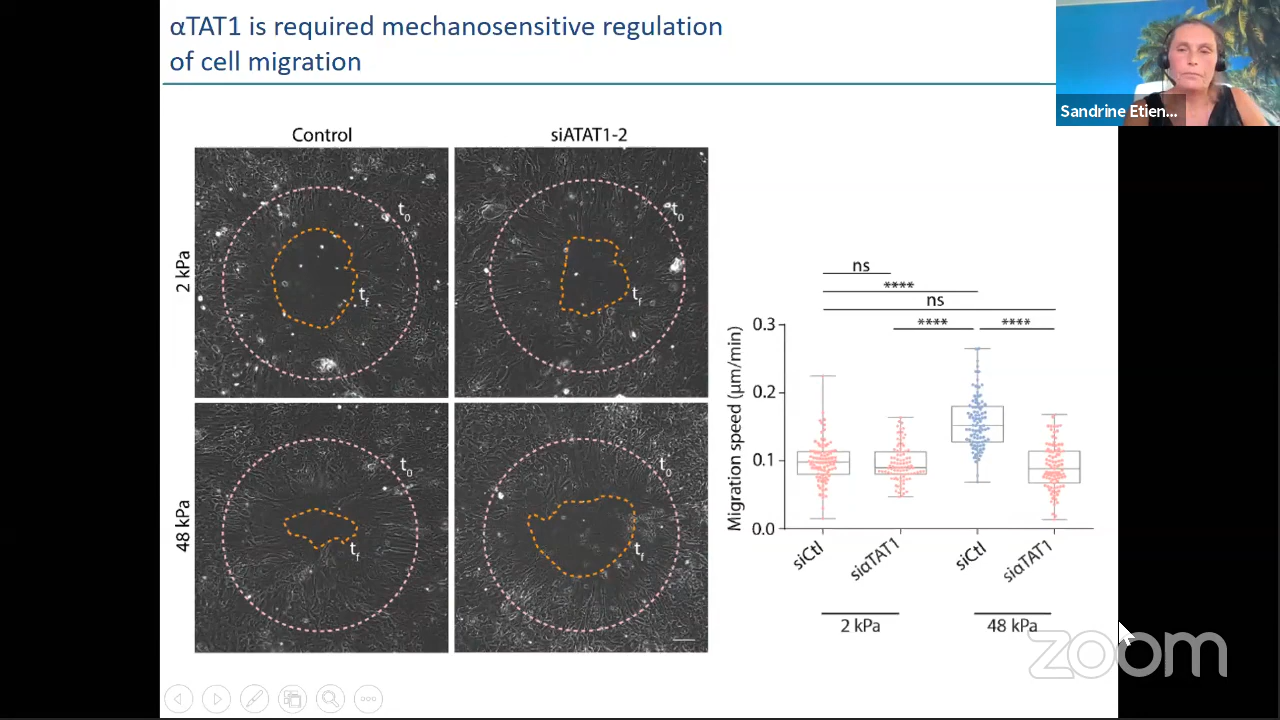 αTAT1 is required mechanosensitive regulation
of cell migration
Sandrine Etien...
Control
siATAT1-2
2 kPa
t0
tf
t0
tf
48 kPa
t0
tf
t0
tf
ns
****
ns
**** ****
Migration speed (μm/min)
0.3
0.2
0.1
0.0
siCtl
siαTAT1
siCtl
siαTAT1
2 kPa
48 kPa
zoom